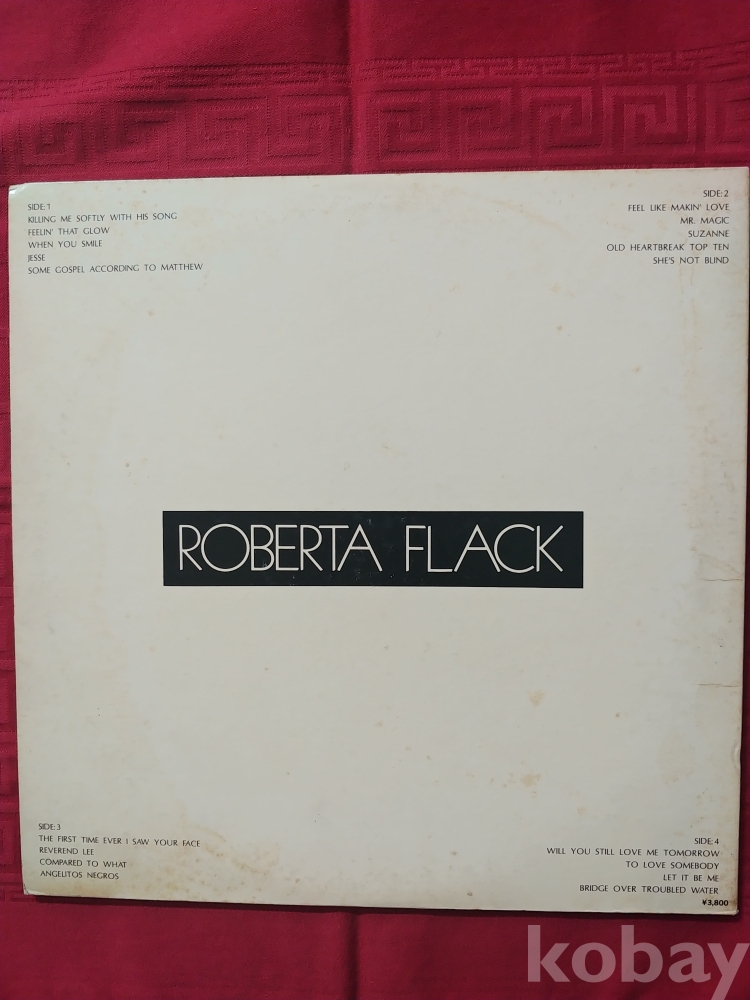 SIDE: 1
KILLING ME SOFTLY WITH HIS SONG
FEELIN' THAT GLOW
WHEN YOU SMILE
JESSE
SOME GOSPEL ACCORDING TO MATTHEW
SIDE: 2
FEEL LIKE MAKIN' LOVE
MR. MAGIC
SUZANNE
OLD HEARTBREAK TOP TEN
SHE'S NOT BLIND
ROBERTA FLACK
SIDE: 3
THE FIRST TIME EVER I SAW YOUR FACE
REVEREND LEE
COMPARED TO WHAT
ANGELITOS NEGROS
SIDE: 4
WILL YOU STILL LOVE ME TOMORROW
TO LOVE SOMEBODY
LET IT BE ME
BRIDGE OVER TROUBLED WATER
¥3,800
kobay